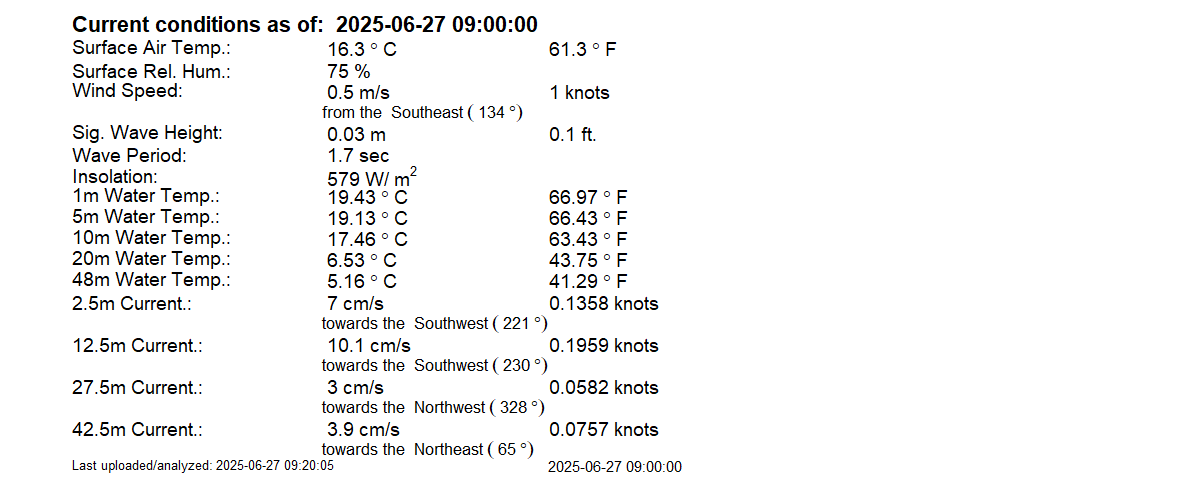 Current conditions as of: 2025-06-27 09:00:00
Surface Air Temp.: 16.3 ° C 61.3 ° F
Surface Rel. Hum.: 75 %
Wind Speed: 0.5 m/s 1 knots
from the Southeast ( 134 °)
Sig. Wave Height: 0.03 m 0.1 ft.
Wave Period: 1.7 sec
Insolation: 579 W/ m²
1m Water Temp.: 19.43 ° C 66.97 ° F
5m Water Temp.: 19.13 ° C 66.43 ° F
10m Water Temp.: 17.46 ° C 63.43 ° F
20m Water Temp.: 6.53 ° C 43.75 ° F
48m Water Temp.: 5.16 ° C 41.29 ° F
2.5m Current.: 7 cm/s 0.1358 knots
towards the Southwest ( 221 °)
12.5m Current.: 10.1 cm/s 0.1959 knots
towards the Southwest ( 230 °)
27.5m Current.: 3 cm/s 0.0582 knots
towards the Northwest ( 328 °)
42.5m Current.: 3.9 cm/s 0.0757 knots
towards the Northeast ( 65 °)
Last uploaded/analyzed: 2025-06-27 09:20:05 2025-06-27 09:00:00